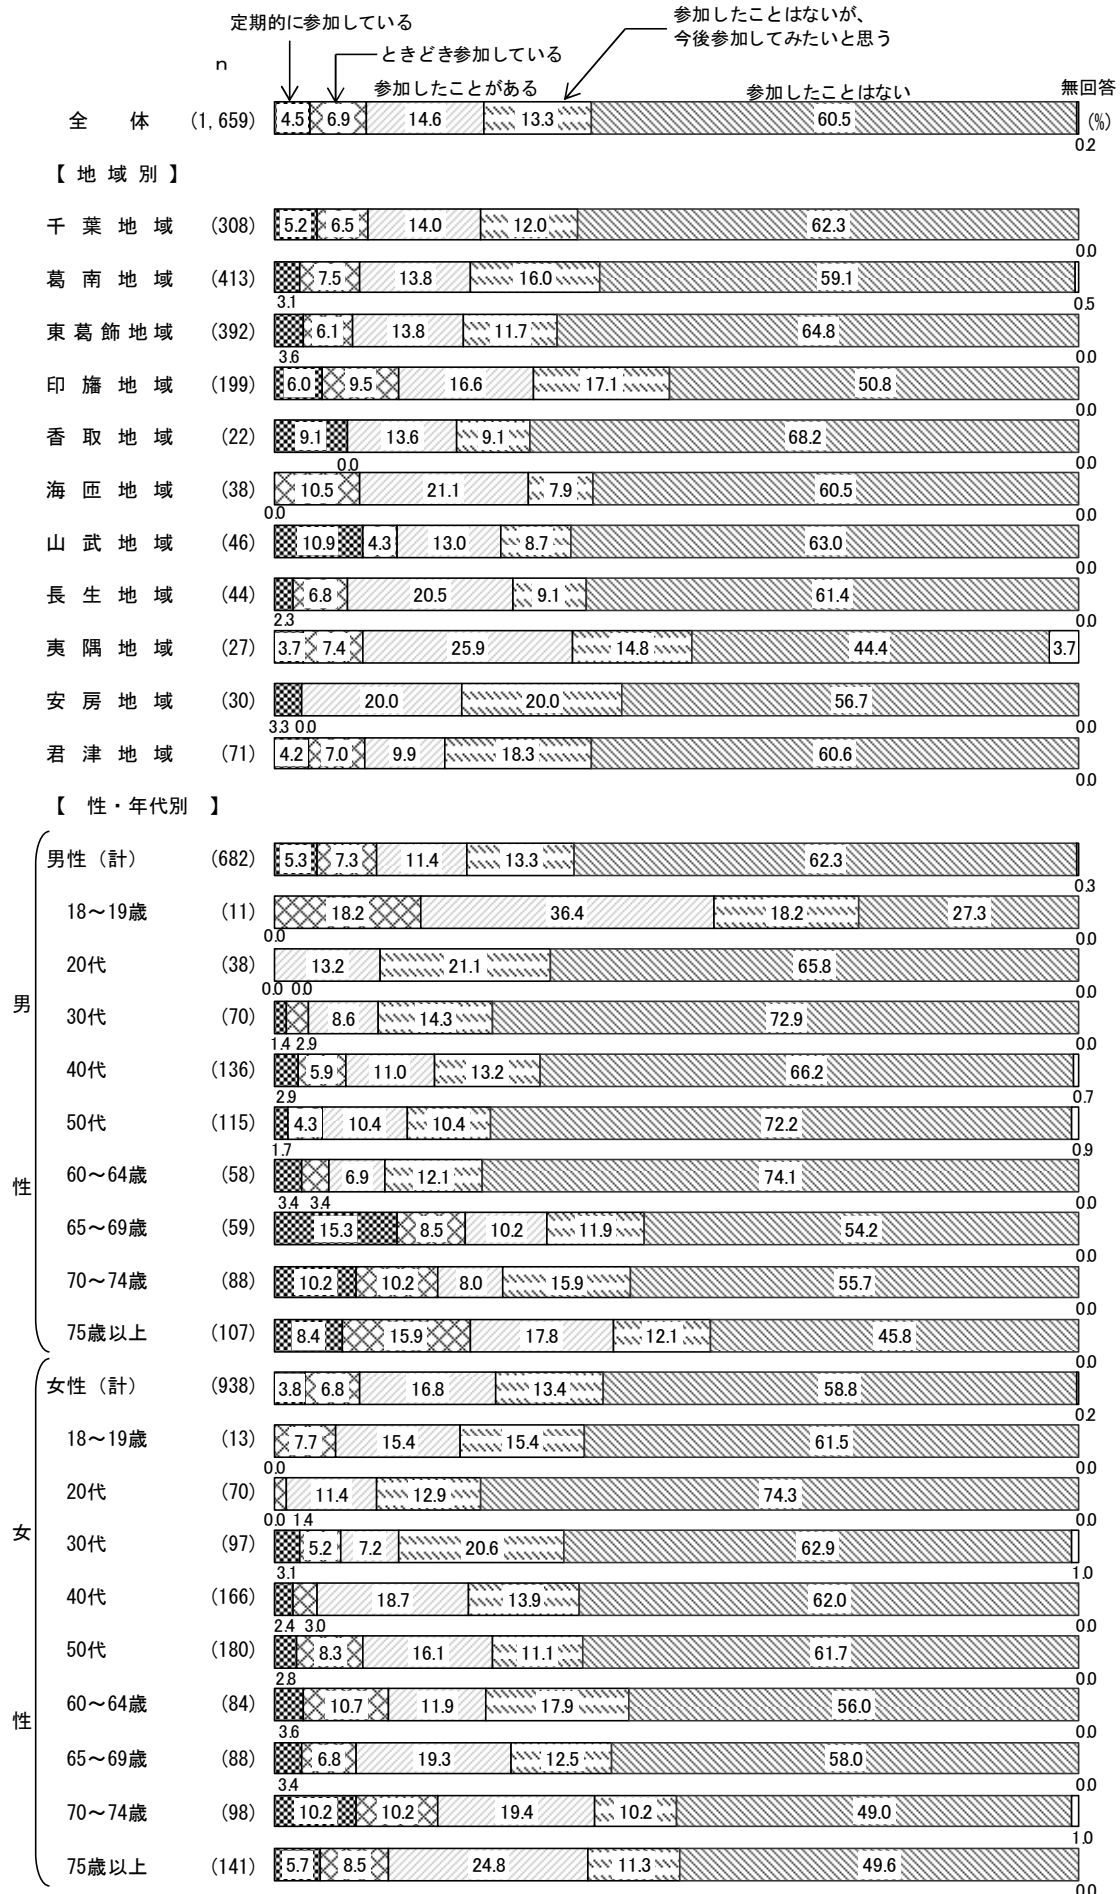 定期的に参加している
ときどき参加している
参加したことがある
参加したことはないが、
今後参加してみたいと思う
参加したことはない
無回答
n
(%)
全体 (1,659) 4.5 6.9 14.6 13.3 60.5 0.2
【地域別】
千葉地域 (308) 5.2 6.5 14.0 12.0 62.3 0.0
葛南地域 (413) 3.1 7.5 13.8 16.0 59.1 0.5
東葛飾地域 (392) 3.6 6.1 13.8 11.7 64.8 0.0
印旛地域 (199) 6.0 9.5 16.6 17.1 50.8 0.0
香取地域 (22) 9.1 0.0 13.6 9.1 68.2 0.0
海匝地域 (38) 0.0 10.5 21.1 7.9 60.5 0.0
山武地域 (46) 10.9 4.3 13.0 8.7 63.0 0.0
長生地域 (44) 2.3 6.8 20.5 9.1 61.4 0.0
夷隅地域 (27) 3.7 7.4 25.9 14.8 44.4 3.7
安房地域 (30) 3.3 0.0 20.0 20.0 56.7 0.0
君津地域 (71) 4.2 7.0 9.9 18.3 60.6 0.0
【性・年代別】
男性
男性(計) (682) 5.3 7.3 11.4 13.3 62.3 0.3
18~19歳 (11) 0.0 18.2 36.4 18.2 27.3 0.0
20代 (38) 0.0 0.0 13.2 21.1 65.8 0.0
30代 (70) 1.4 2.9 8.6 14.3 72.9 0.0
40代 (136) 2.9 5.9 11.0 13.2 66.2 0.7
50代 (115) 1.7 4.3 10.4 10.4 72.2 0.9
60~64歳 (58) 3.4 3.4 6.9 12.1 74.1 0.0
65~69歳 (59) 15.3 8.5 10.2 11.9 54.2 0.0
70~74歳 (88) 10.2 10.2 8.0 15.9 55.7 0.0
75歳以上 (107) 8.4 15.9 17.8 12.1 45.8 0.0
女性
女性(計) (938) 3.8 6.8 16.8 13.4 58.8 0.2
18~19歳 (13) 0.0 7.7 15.4 15.4 61.5 0.0
20代 (70) 0.0 1.4 11.4 12.9 74.3 0.0
30代 (97) 3.1 5.2 7.2 20.6 62.9 1.0
40代 (166) 2.4 3.0 18.7 13.9 62.0 0.0
50代 (180) 2.8 8.3 16.1 11.1 61.7 0.0
60~64歳 (84) 3.6 10.7 11.9 17.9 56.0 0.0
65~69歳 (88) 3.4 6.8 19.3 12.5 58.0 0.0
70~74歳 (98) 10.2 10.2 19.4 10.2 49.0 1.0
75歳以上 (141) 5.7 8.5 24.8 11.3 49.6 0.0